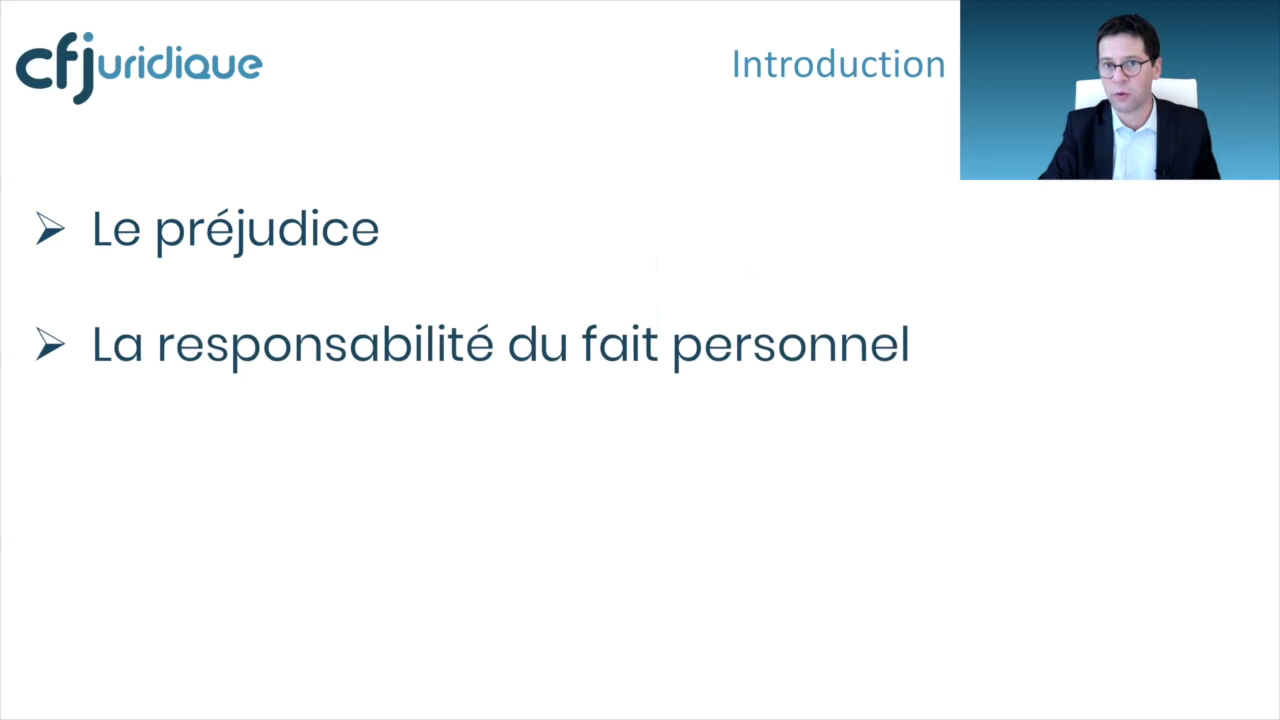 cfjuridique
Introduction
Le préjudice
La responsabilité du fait personnel